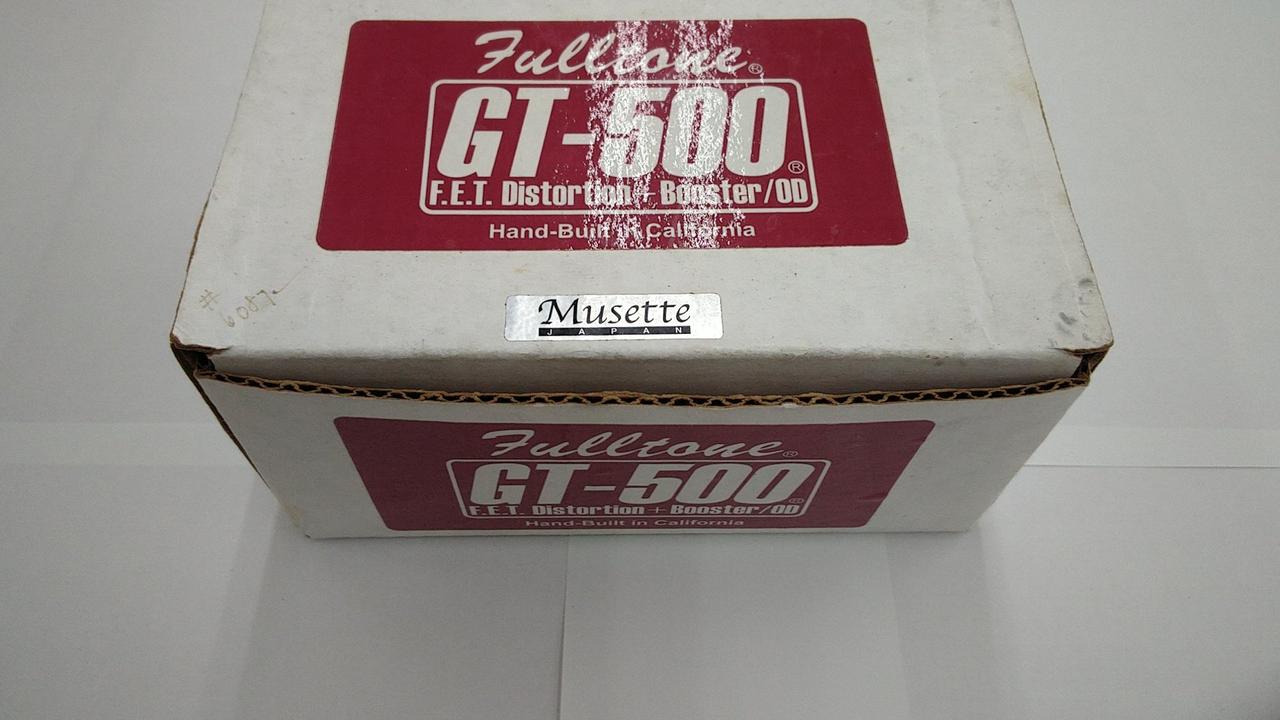 Fulltone®
GT-500®
F.E.T. Distortion + Booster/OD
Hand-Built in California
Musette
JAPAN
Fulltone®
GT-500®
F.E.T. Distortion + Booster/OD
Hand-Built in California